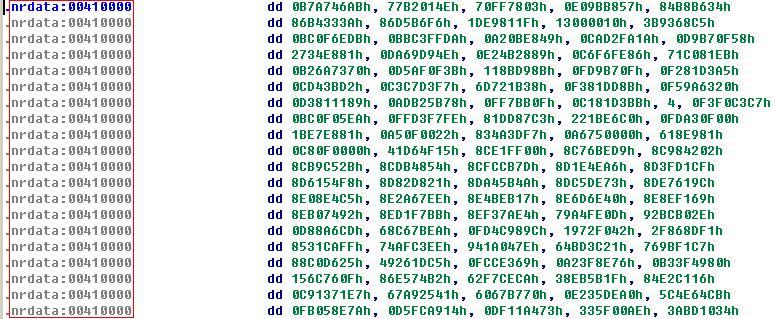 .nrdata:00410000 dd 0B7A746ABh, 77B2014Eh, 70FF7803h, 0E09BB857h, 84B8B634h
.nrdata:00410000 dd 86B4333Ah, 86D5B6F6h, 1DE9811Fh, 13000010h, 3B9368C5h
.nrdata:00410000 dd 0BC0F6EDBh, 0BBC3FFDAh, 0A20BE849h, 0CAD2FA1Ah, 0D9B70F58h
.nrdata:00410000 dd 2734E881h, 0DA69D94Eh, 0E24B2889h, 0C6F6FE86h, 71C081EBh
.nrdata:00410000 dd 0B26A7370h, 0D5AF0F3Bh, 118BD98Bh, 0FD9B70Fh, 0F281D3A5h
.nrdata:00410000 dd 0CD43BD2h, 0C3C7D3F7h, 6D721B38h, 0F381DD8Bh, 0F59A6320h
.nrdata:00410000 dd 0D3811189h, 0ADB25B78h, 0FF7BB0Fh, 0C181D3BBh, 4, 0F3F0C3C7h
.nrdata:00410000 dd 0BC0F05EAh, 0FFD3F7FEh, 81DD87C3h, 221BE6C0h, 0FDA30F00h
.nrdata:00410000 dd 1BE7E881h, 0A50F0022h, 834A3DF7h, 0A6750000h, 618E981h
.nrdata:00410000 dd 0C80F0000h, 41D64F15h, 8CE1FF00h, 8C76BED9h, 8C984202h
.nrdata:00410000 dd 8CB9C52Bh, 8CDB4854h, 8CFCCB7Dh, 8D1E4EA6h, 8D3FD1CFh
.nrdata:00410000 dd 8D6154F8h, 8D82D821h, 8DA45B4Ah, 8DC5DE73h, 8DE7619Ch
.nrdata:00410000 dd 8E08E4C5h, 8E2A67EEh, 8E4BEB17h, 8E6D6E40h, 8E8EF169h
.nrdata:00410000 dd 8EB07492h, 8ED1F7BBh, 8EF37AE4h, 79A4FE0Dh, 92BCB02Eh
.nrdata:00410000 dd 0D88A6CDh, 68C67BEAh, 0FD4C989Ch, 1972F042h, 2F868DF1h
.nrdata:00410000 dd 8531CAFFh, 74AFC3EEh, 941A047Eh, 64BD3C21h, 769BF1C7h
.nrdata:00410000 dd 88C0D625h, 49261DC5h, 0FCCE369h, 0A23F8E76h, 0B33F4980h
.nrdata:00410000 dd 156C760Fh, 86E574B2h, 62F7CECAh, 38EB5B1Fh, 84E2C116h
.nrdata:00410000 dd 0C91371E7h, 67A92541h, 6067B770h, 0E235DEA0h, 5C4E64CBh
.nrdata:00410000 dd 0FB058E7Ah, 0D5FCA914h, 0DF11A473h, 335F00AEh, 3ABD1034h